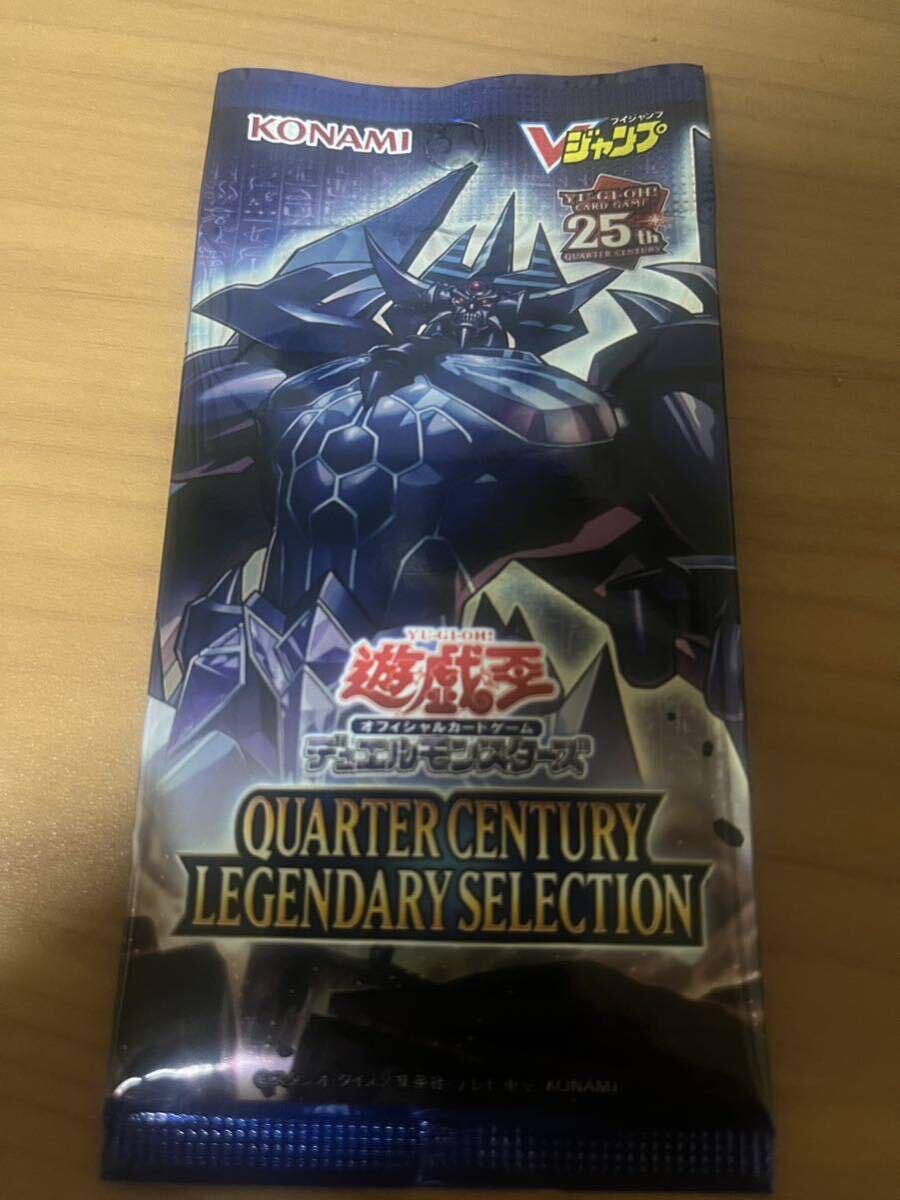 KONAMI
ブイジャンプ
Vジャンプ
YU-GI-OH!
CARD GAME
25th
QUARTER CENTURY
YU-GI-OH!
遊☆戯☆王
オフィシャルカードゲーム
デュエルモンスターズ
QUARTER CENTURY
LEGENDARY SELECTION
KONAMI